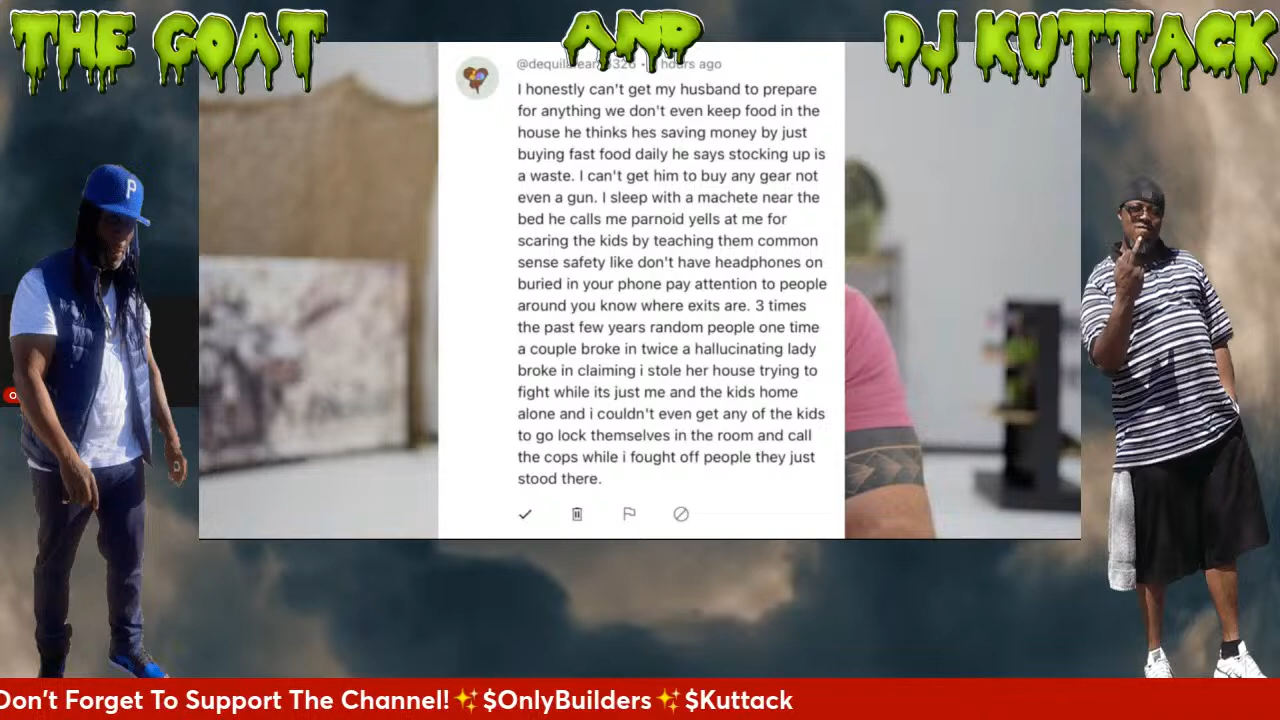 THE GOAT AND DJ KUTTACK
hours ago
I honestly can't get my husband to prepare
for anything we don't even keep food in the
house he thinks hes saving money by just
buying fast food daily he says stocking up is
a waste. I can't get him to buy any gear not
even a gun. I sleep with a machete near the
bed he calls me parnoid yells at me for
scaring the kids by teaching them common
sense safety like don't have headphones on
buried in your phone pay attention to people
around you know where exits are. 3 times
the past few years random people one time
a couple broke in twice a hallucinating lady
broke in claiming i stole her house trying to
fight while its just me and the kids home
alone and i couldn't even get any of the kids
to go lock themselves in the room and call
the cops while i fought off people they just
stood there.
P
Don't Forget To Support The Channel!✨$OnlyBuilders✨$Kuttack